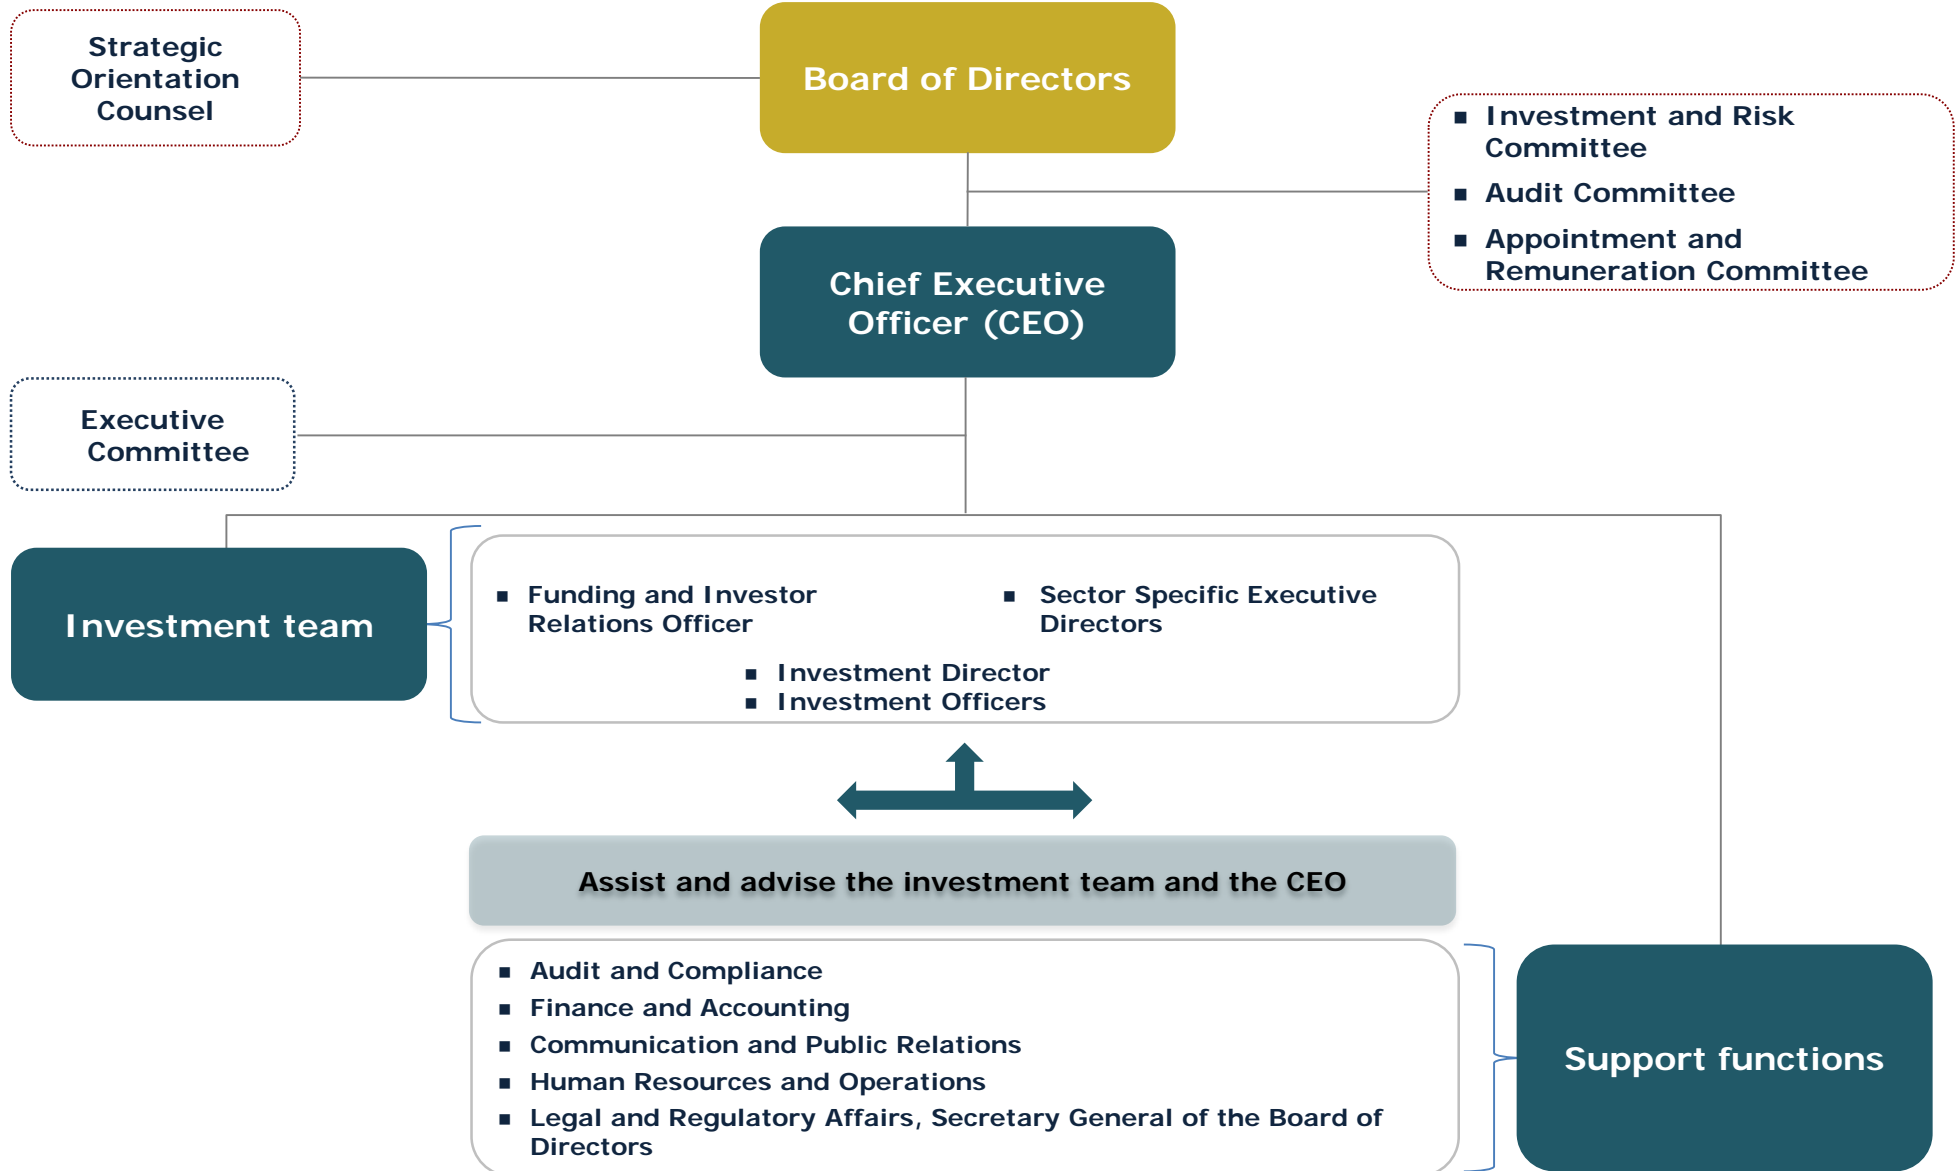 Strategic
Orientation
Counsel
Board of Directors
■ Investment and Risk
Committee
■ Audit Committee
■ Appointment and
Remuneration Committee
Chief Executive
Officer (CEO)
Executive
Committee
Investment team
■ Funding and Investor
Relations Officer
■ Sector Specific Executive
Directors
■ Investment Director
■ Investment Officers
Assist and advise the investment team and the CEO
■ Audit and Compliance
■ Finance and Accounting
■ Communication and Public Relations
■ Human Resources and Operations
■ Legal and Regulatory Affairs, Secretary General of the Board of
Directors
Support functions